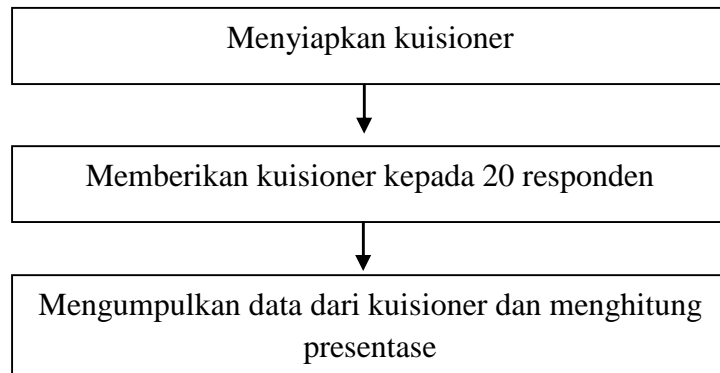 Menyiapkan kuisioner
Memberikan kuisioner kepada 20 responden
Mengumpulkan data dari kuisioner dan menghitung
presentase